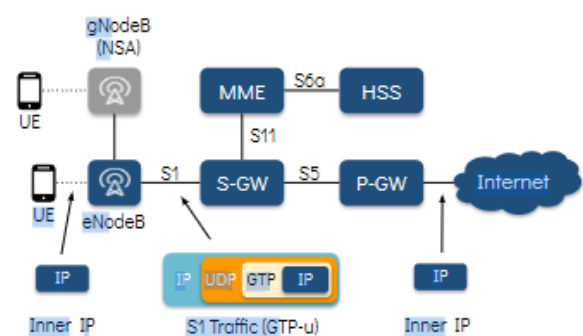 gNodeB
(NSA)
UE
MME
S6a
HSS
S11
UE
eNodeB
S1
S-GW
S5
P-GW
Internet
IP
IP
UDP
GTP
IP
IP
Inner IP
S1 Traffic (GTP-u)
Inner IP